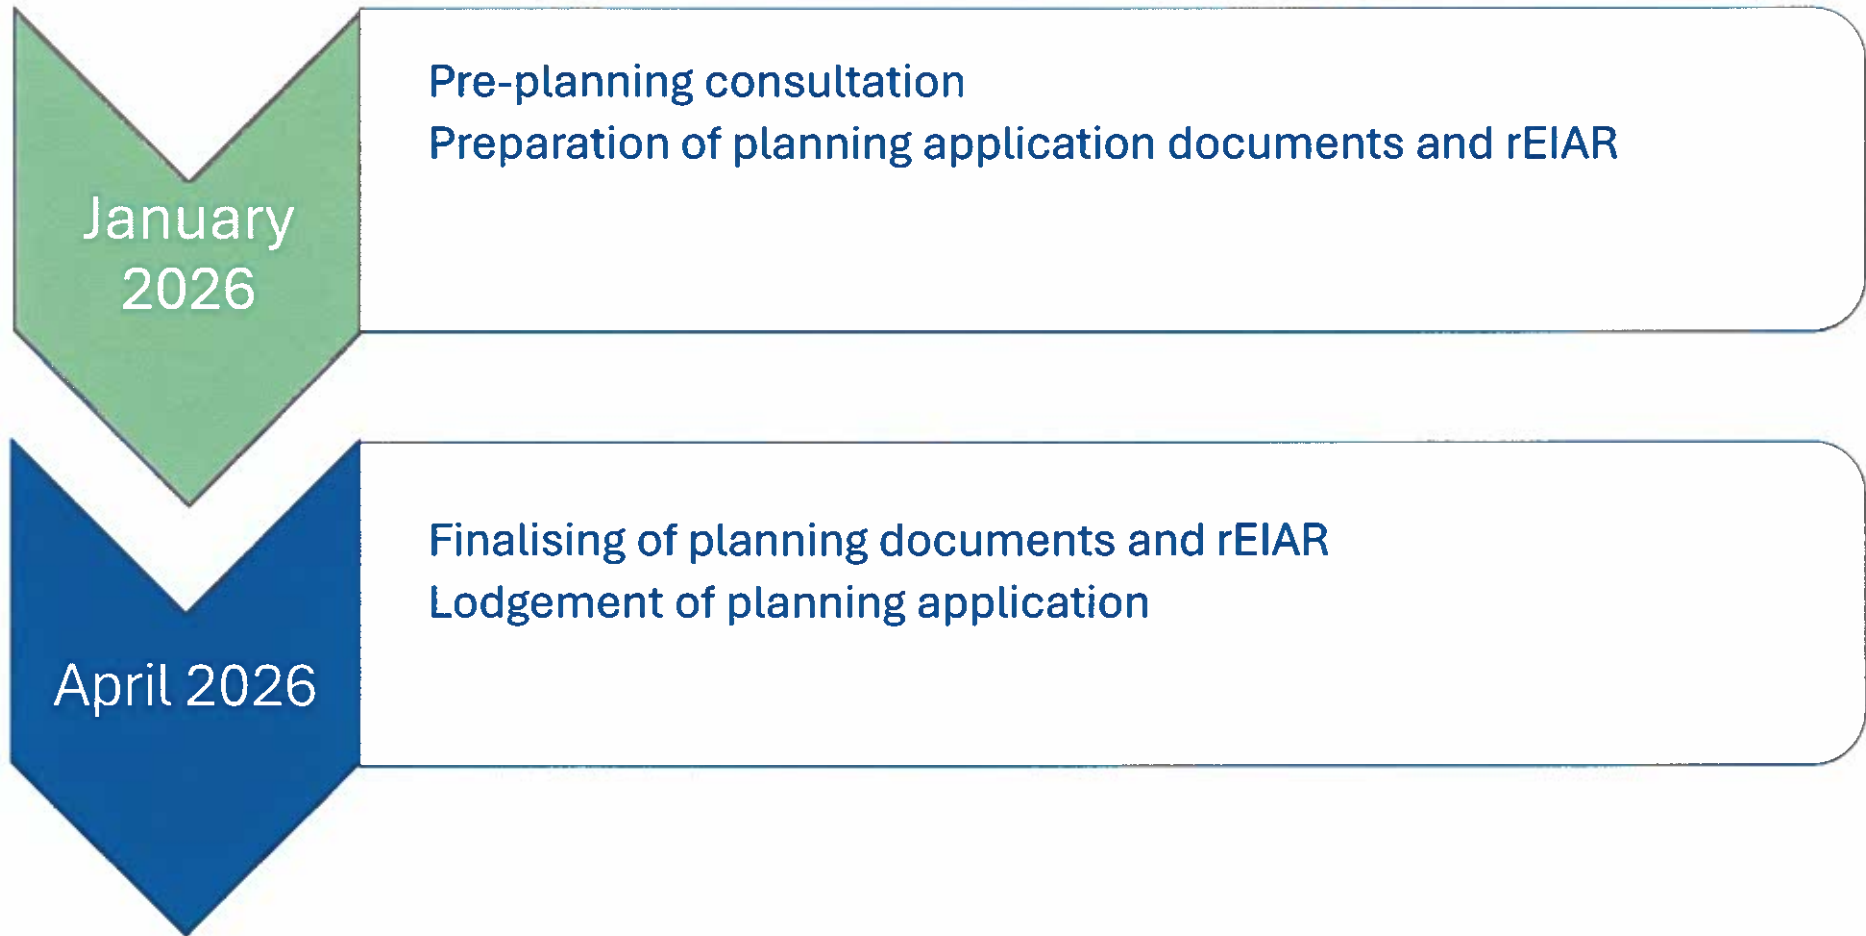 January
2026
Pre-planning consultation
Preparation of planning application documents and rEIAR
April 2026
Finalising of planning documents and rEIAR
Lodgement of planning application